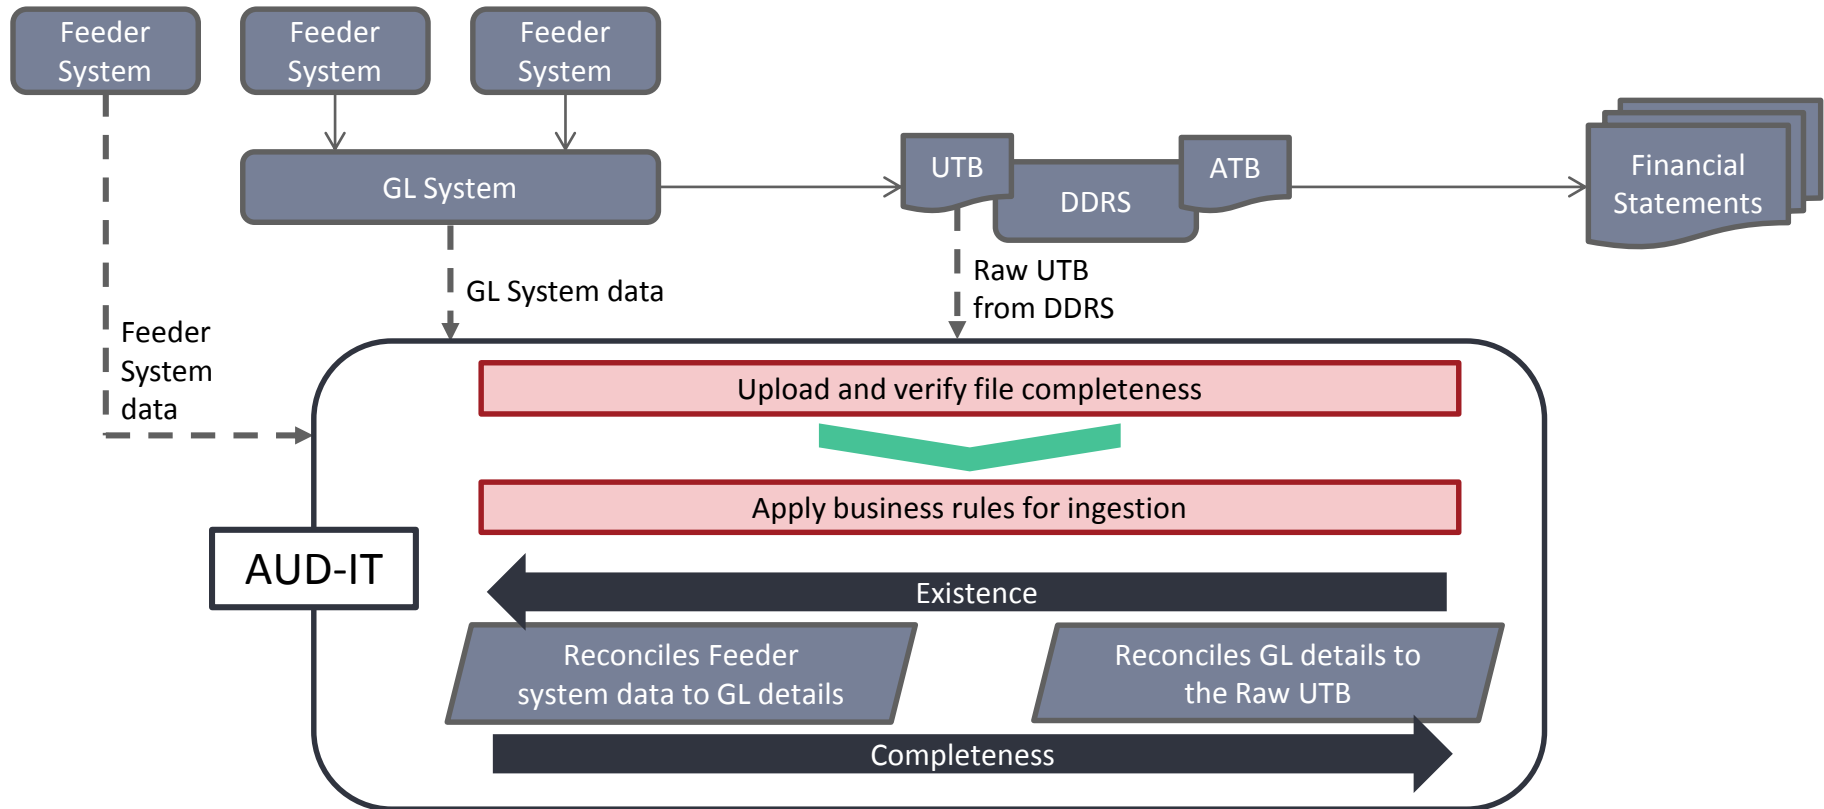 Feeder
System
Feeder
System
Feeder
System
GL System
UTB
DDRS
ATB
Financial
Statements
GL System data
Raw UTB
from DDRS
Feeder
System
data
Upload and verify file completeness
Apply business rules for ingestion
AUD-IT
Existence
Reconciles Feeder
system data to GL details
Reconciles GL details to
the Raw UTB
Completeness